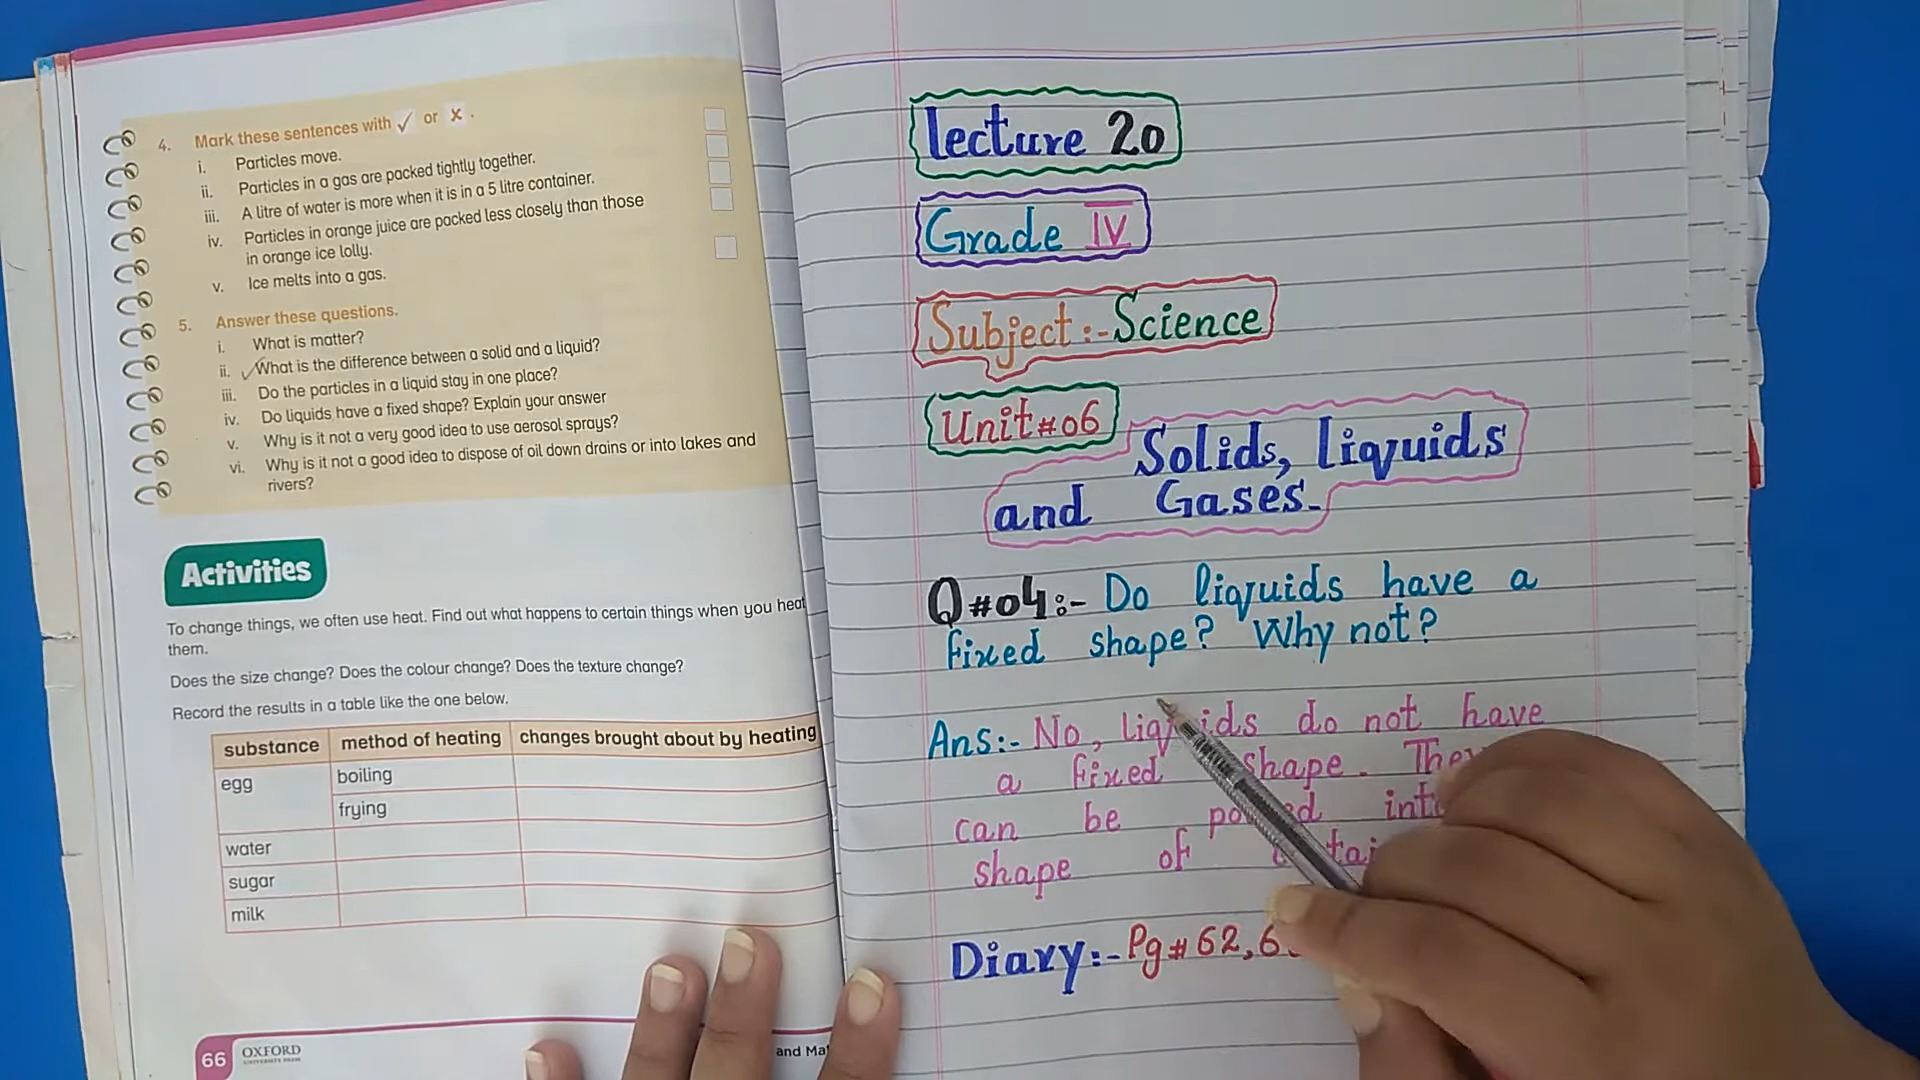 4. Mark these sentences with ✓ or x .
i. Particles move.
ii. Particles in a gas are packed tightly together.
iii. A litre of water is more when it is in a 5 litre container.
iv. Particles in orange juice are packed less closely than those
in orange ice lolly.
v. Ice melts into a gas.
5. Answer these questions.
i. What is matter?
ii. ✓What is the difference between a solid and a liquid?
iii. Do the particles in a liquid stay in one place?
iv. Do liquids have a fixed shape? Explain your answer
v. Why is it not a very good idea to use aerosol sprays?
vi. Why is it not a good idea to dispose of oil down drains or into lakes and
rivers?
Activities
To change things, we often use heat. Find out what happens to certain things when you heat
them.
Does the size change? Does the colour change? Does the texture change?
Record the results in a table like the one below.
substance method of heating changes brought about by heating
egg boiling
frying
water
sugar
milk
66 OXFORD
UNIVERSITY PRESS
and
lecture 20
Grade IV
Subject:-Science
Unit#06
Solids, liquids
and Gases.
Q#04:- Do liquids have a
fixed shape? Why not?
Ans:- No, liquids do not have
a fixed shape. They
can be into
shape of
Diary:- Pg# 62,